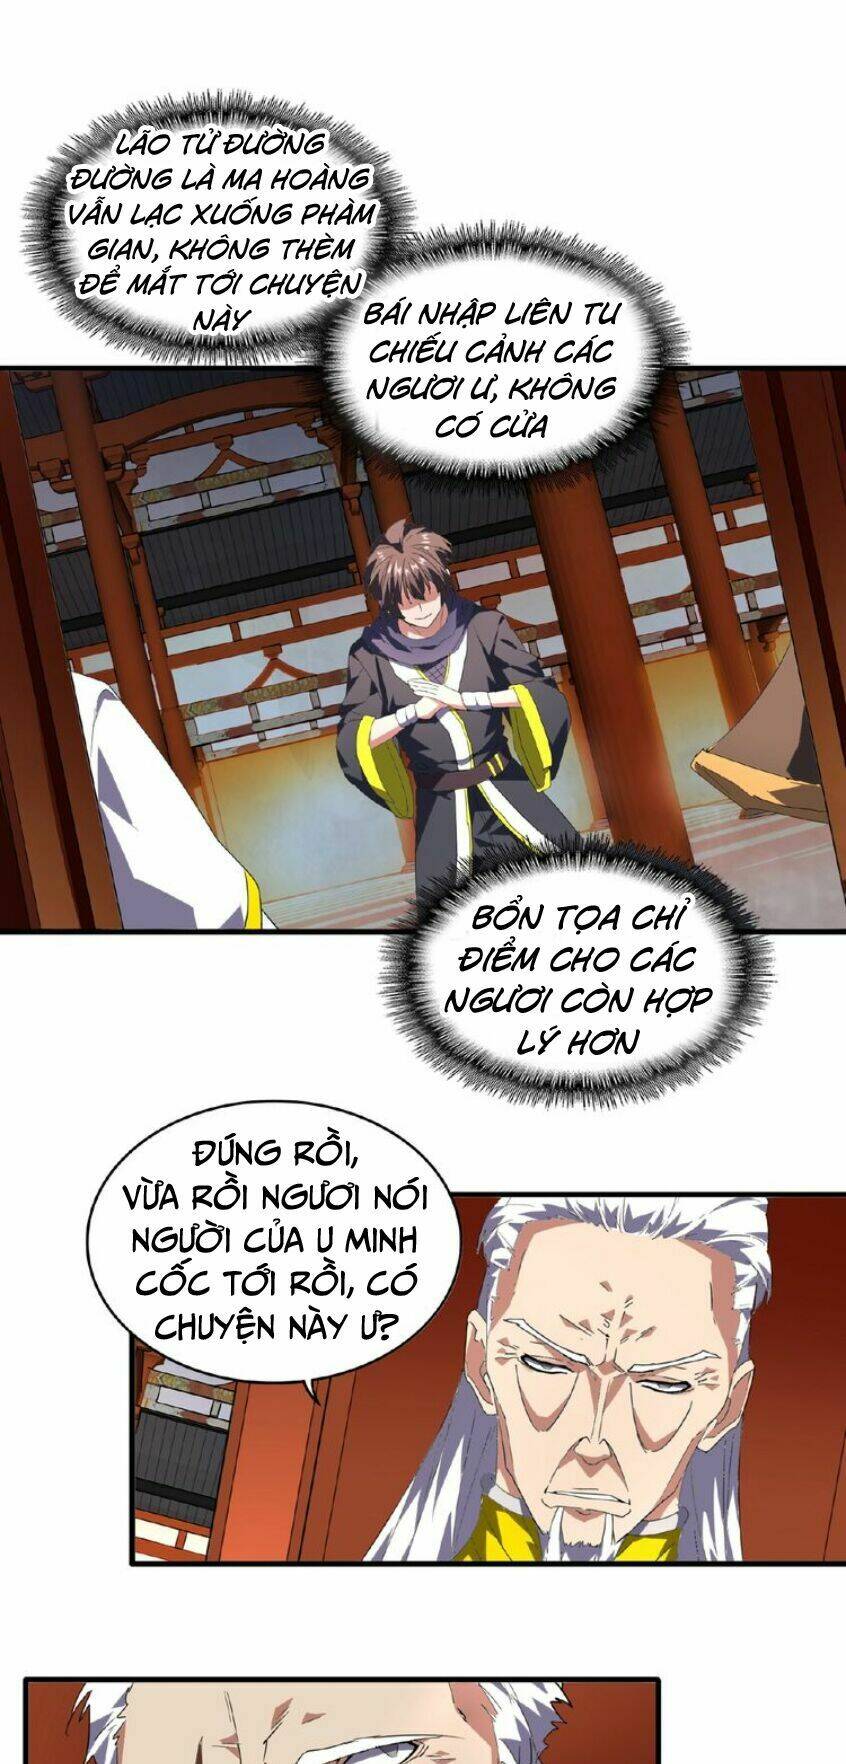 LÃO TỬ ĐƯỜNG
ĐƯỜNG LÀ MA HOÀNG
VẪN LẠC XUỐNG PHÀM
GIAN, KHÔNG THÈM
ĐỂ MẮT TỚI CHUYỆN
NÀY
BÁI NHẬP LIÊN TU
CHIẾU CẢNH CÁC
NGƯƠI Ư, KHÔNG
CÓ CỬA
BỔN TỌA CHỈ
ĐIỂM CHO CÁC
NGƯƠI CÒN HỢP
LÝ HƠN
ĐÚNG RỒI,
VỪA RỒI NGƯƠI NÓI
NGƯỜI CỦA U MINH
CỐC TỚI RỒI, CÓ
CHUYỆN NÀY Ư?